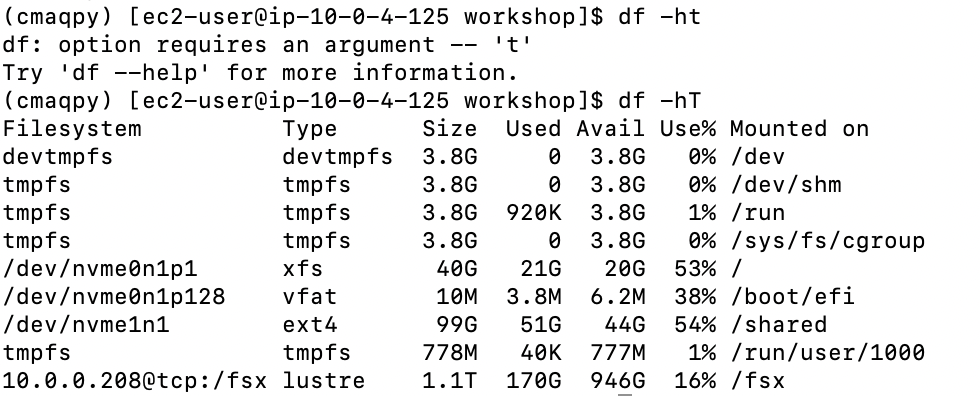 (cmaqpy) [ec2-user@ip-10-0-4-125 workshop]$ df -ht
df: option requires an argument -- 't'
Try 'df --help' for more information.
(cmaqpy) [ec2-user@ip-10-0-4-125 workshop]$ df -hT
Filesystem          Type      Size  Used Avail Use% Mounted on
devtmpfs            devtmpfs  3.8G     0  3.8G   0% /dev
tmpfs               tmpfs     3.8G     0  3.8G   0% /dev/shm
tmpfs               tmpfs     3.8G  920K  3.8G   1% /run
tmpfs               tmpfs     3.8G     0  3.8G   0% /sys/fs/cgroup
/dev/nvme0n1p1      xfs        40G   21G   20G  53% /
/dev/nvme0n1p128    vfat       10M  3.8M  6.2M  38% /boot/efi
/dev/nvme1n1        ext4       99G   51G   44G  54% /shared
tmpfs               tmpfs     778M   40K  777M   1% /run/user/1000
10.0.0.208@tcp:/fsx lustre    1.1T  170G  946G  16% /fsx